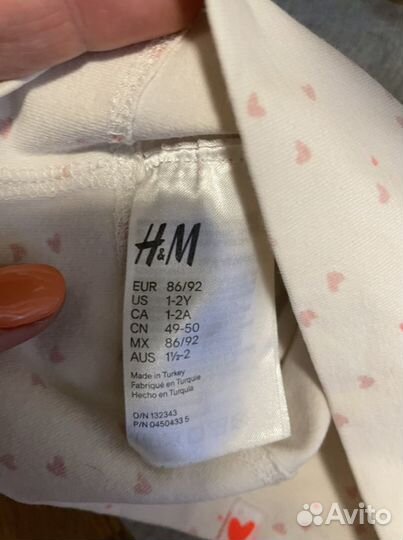 H&M
EUR 86/92
US 1-2Y
CA 1-2A
CN 49-50
MX 86/92
AUS 1½-2
Made in Turkey
Fabriqué en Turquie
Hecho en Turquía
O/N 132343
P/N 0450433 5
Avito